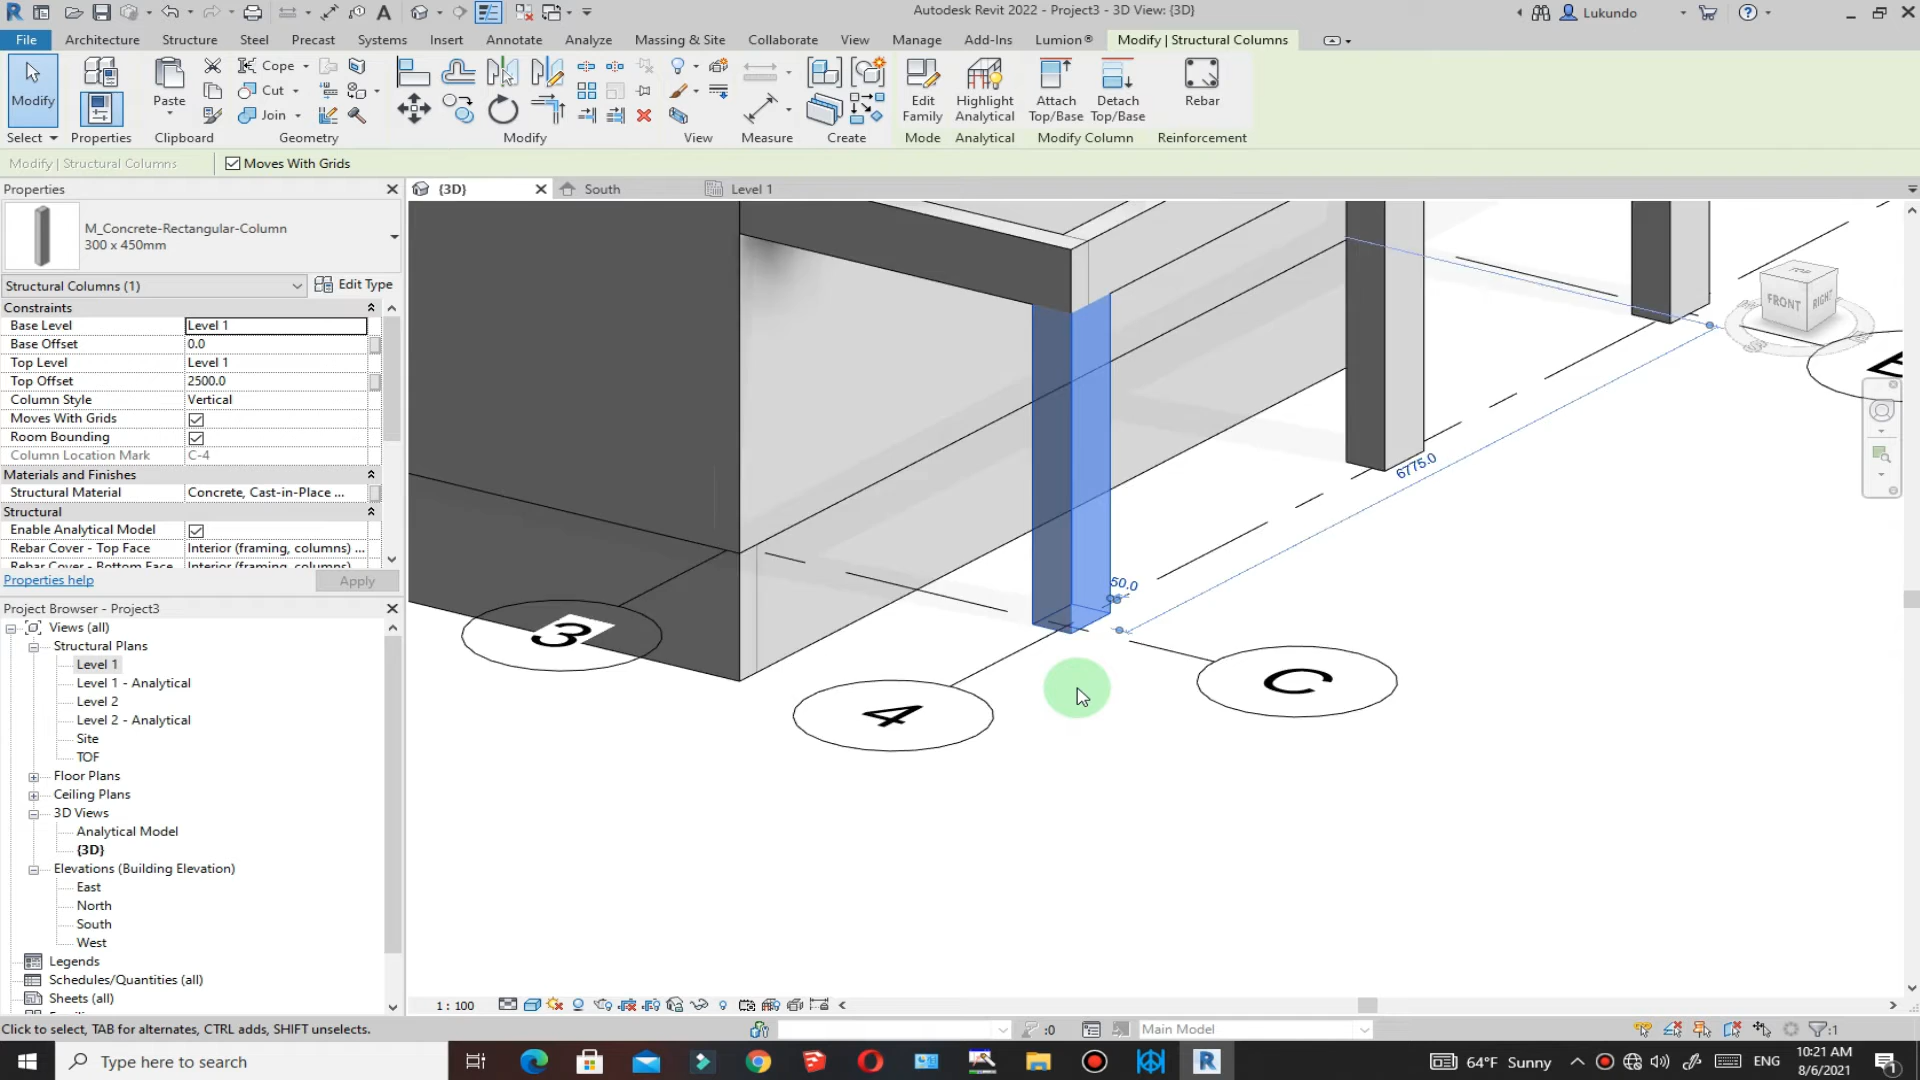 Autodesk Revit 2022 - Project3 - 3D View: {3D}
Lukundo
File Architecture Structure Steel Precast Systems Insert Annotate Analyze Massing & Site Collaborate View Manage Add-Ins Lumion® Modify | Structural Columns
Modify
Paste
Cope
Cut
Join
Edit Family
Highlight Analytical
Attach Top/Base
Detach Top/Base
Rebar
Select Properties Clipboard Geometry Modify View Measure Create Mode Analytical Modify Column Reinforcement
Modify | Structural Columns Moves With Grids
Properties
{3D} South Level 1
M_Concrete-Rectangular-Column
300 x 450mm
Structural Columns (1) Edit Type
Constraints
Base Level Level 1
Base Offset 0.0
Top Level Level 1
Top Offset 2500.0
Column Style Vertical
Moves With Grids
Room Bounding
Column Location Mark C-4
Materials and Finishes
Structural Material Concrete, Cast-in-Place ...
Structural
Enable Analytical Model
Rebar Cover - Top Face Interior (framing, columns) ...
Rebar Cover - Bottom Face Interior (framing, columns)
Properties help Apply
Project Browser - Project3
Views (all)
Structural Plans
Level 1
Level 1 - Analytical
Level 2
Level 2 - Analytical
Site
TOF
Floor Plans
Ceiling Plans
3D Views
Analytical Model
{3D}
Elevations (Building Elevation)
East
North
South
West
Legends
Schedules/Quantities (all)
Sheets (all)
FRONT
RIGHT
6775.0
50.0
3
4
C
1 : 100
Click to select, TAB for alternates, CTRL adds, SHIFT unselects.
:0
Main Model
:1
Type here to search
64°F Sunny
ENG
10:21 AM
8/6/2021